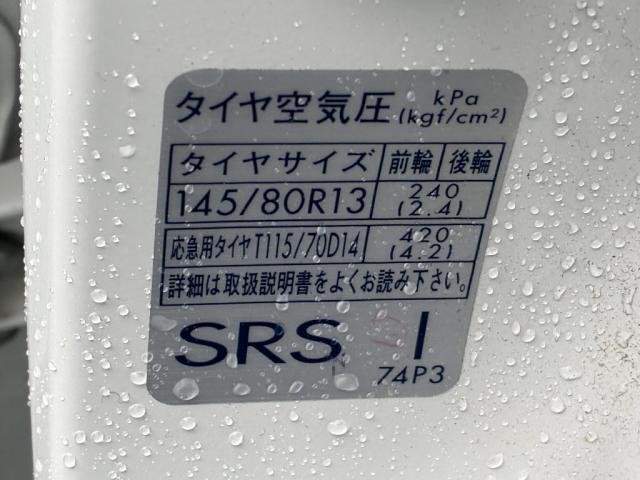 タイヤ空気圧 kPa (kgf/cm²)
タイヤサイズ 前輪 後輪
145/80R13 240 (2.4)
応急用タイヤT115/70D14 420 (4.2)
詳細は取扱説明書をよくお読み下さい。
SRS I
74P3